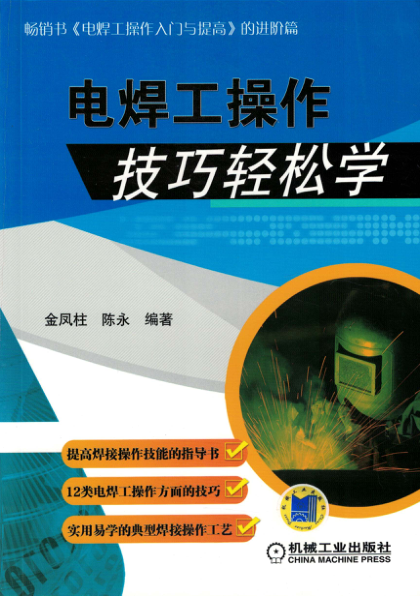 畅销书《电焊工操作入门与提高》的进阶篇
电焊工操作
技巧轻松学
金凤柱 陈永 编著
提高焊接操作技能的指导书
12类电焊工操作方面的技巧
实用易学的典型焊接操作工艺
机械工业出版社
CHINA MACHINE PRESS